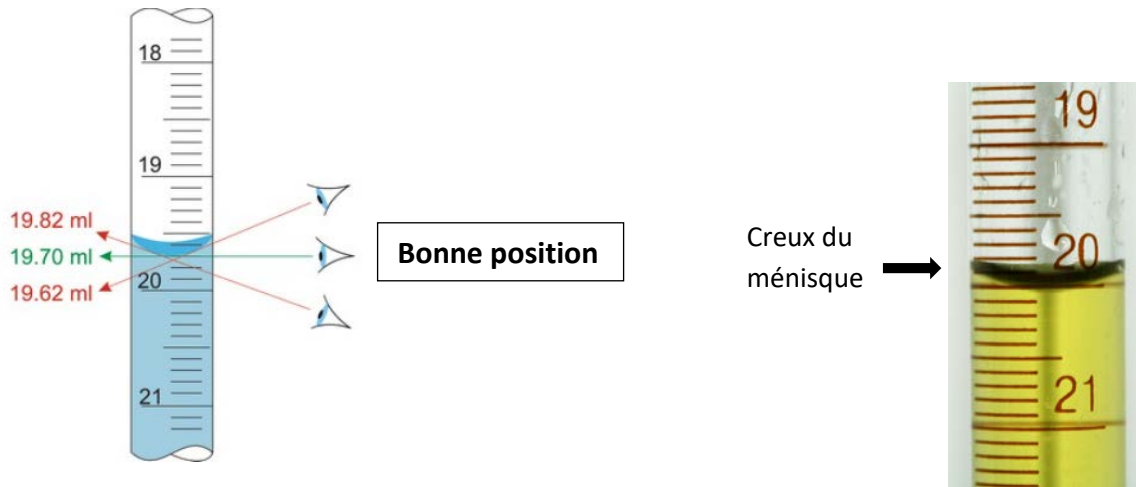 18
19
19.82 ml
19.70 ml
19.62 ml
20
21
Bonne position
Creux du
ménisque
19
20
21